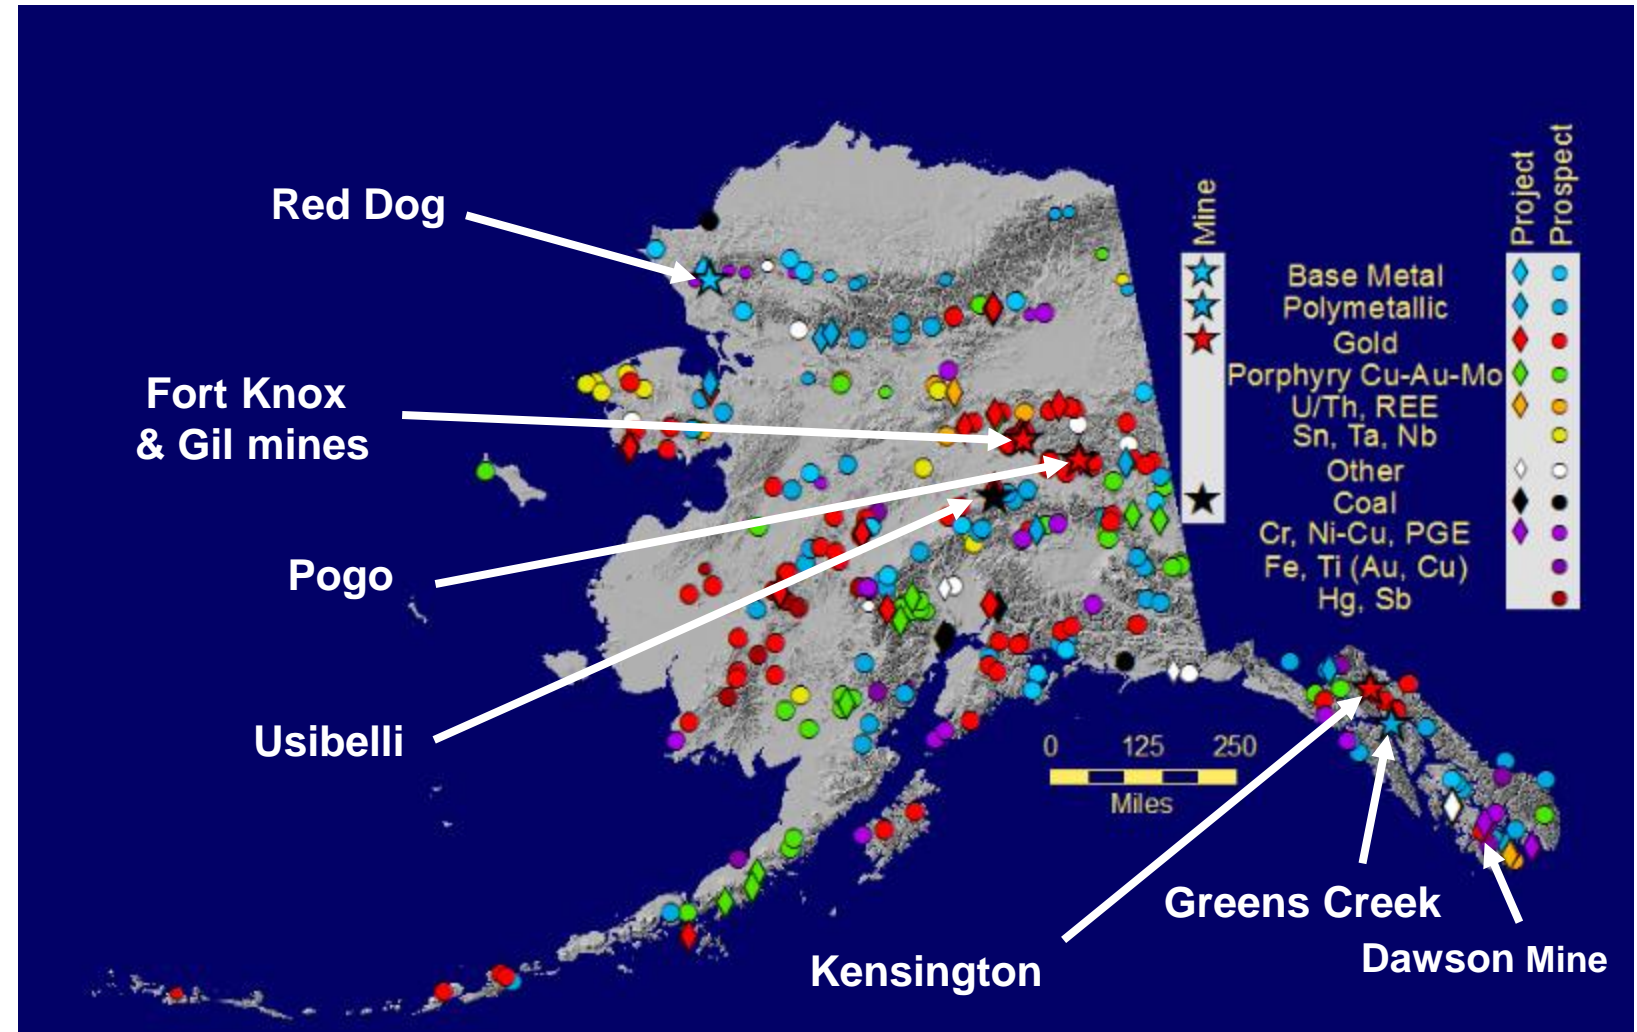 Red Dog
Fort Knox
& Gil mines
Pogo
Usibelli
Kensington
Greens Creek
Dawson Mine
Mine
Project
Prospect
Base Metal
Polymetallic
Gold
Porphyry Cu-Au-Mo
U/Th, REE
Sn, Ta, Nb
Other
Coal
Cr, Ni-Cu, PGE
Fe, Ti (Au, Cu)
Hg, Sb
0 125 250
Miles